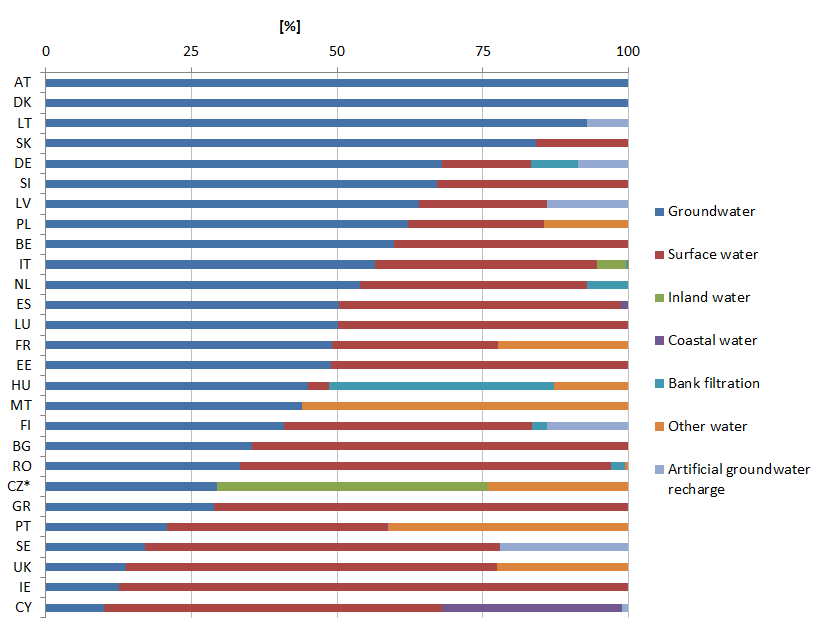 [%]
0 25 50 75 100
AT
DK
LT
SK
DE
SI
LV
PL
BE
IT
NL
ES
LU
FR
EE
HU
MT
FI
BG
RO
CZ*
GR
PT
SE
UK
IE
CY
Groundwater
Surface water
Inland water
Coastal water
Bank filtration
Other water
Artificial groundwater
recharge